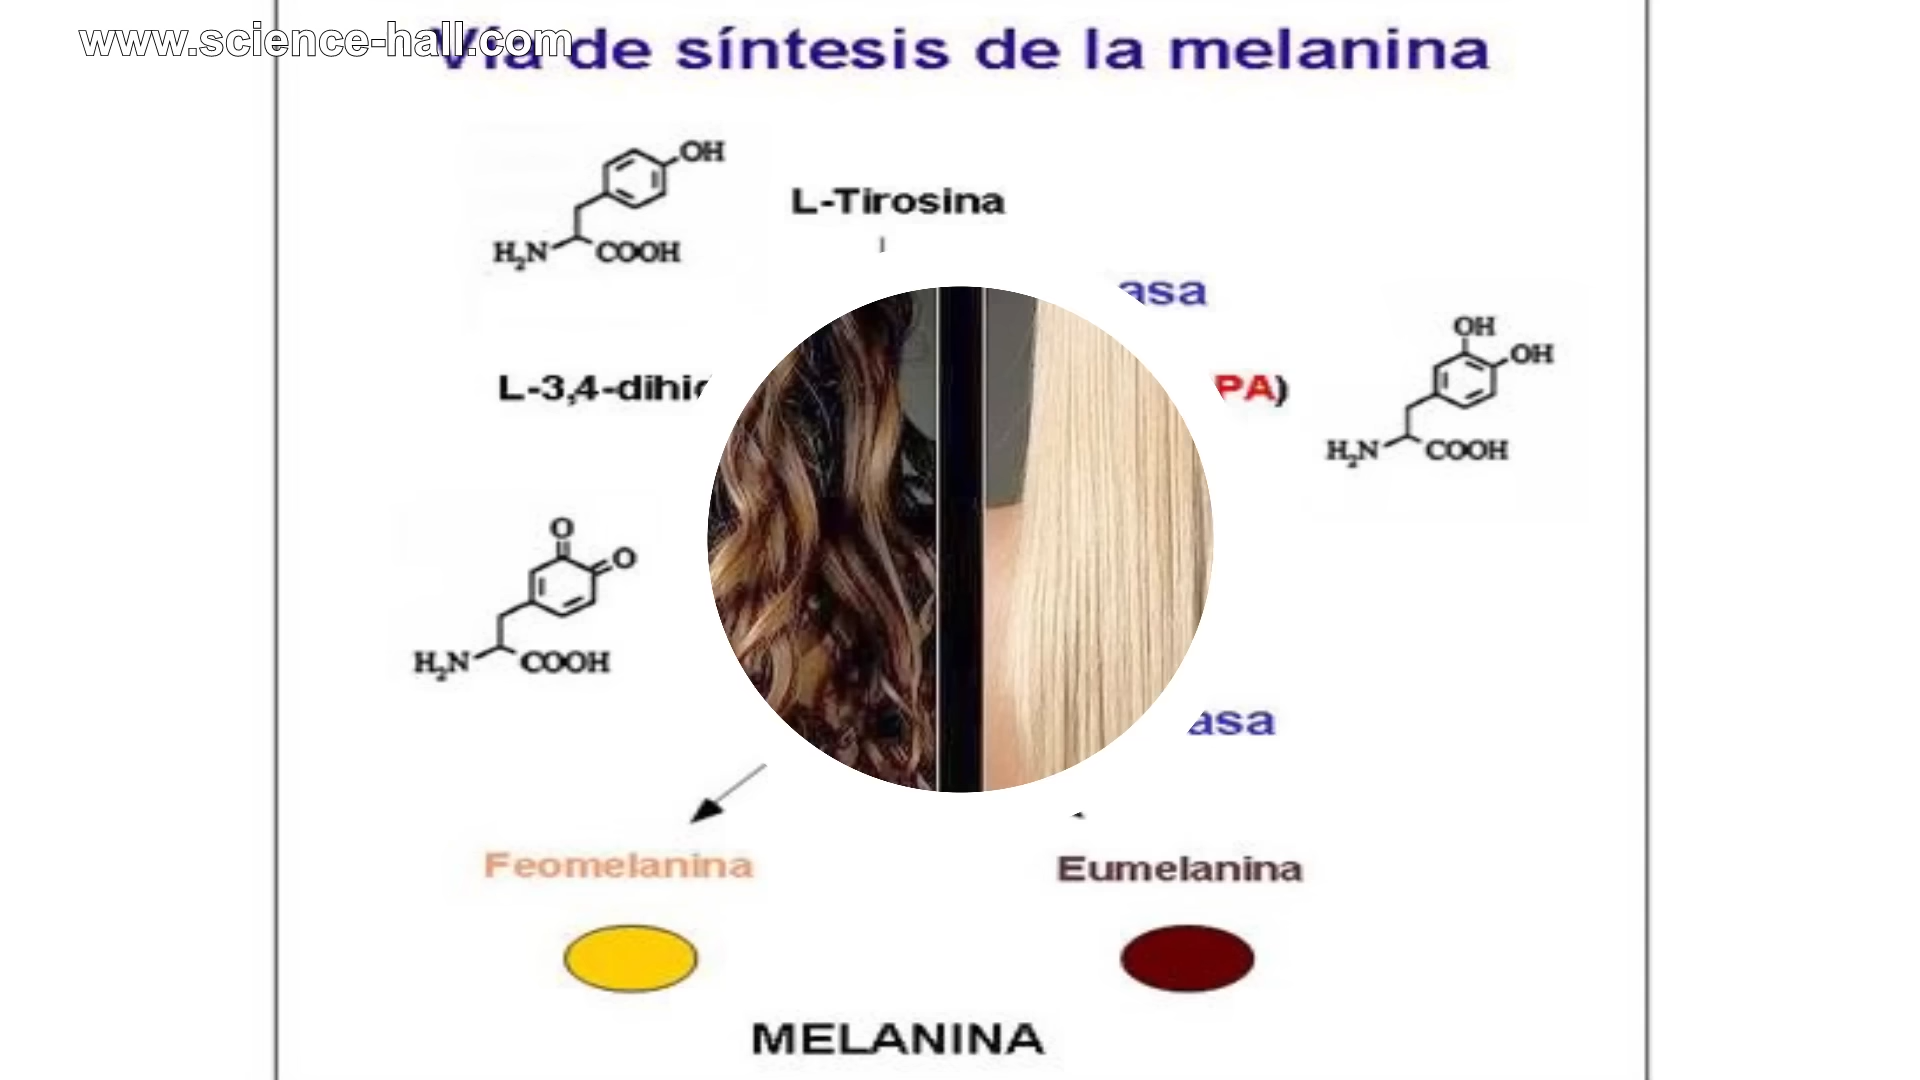 www.science-hall.com
Vía de síntesis de la melanina
OH
L-Tirosina
H₂N COOH
asa
OH
OH
L-3,4-dihi
PA)
H₂N COOH
O
O
H₂N COOH
asa
Feomelanina
Eumelanina
MELANINA